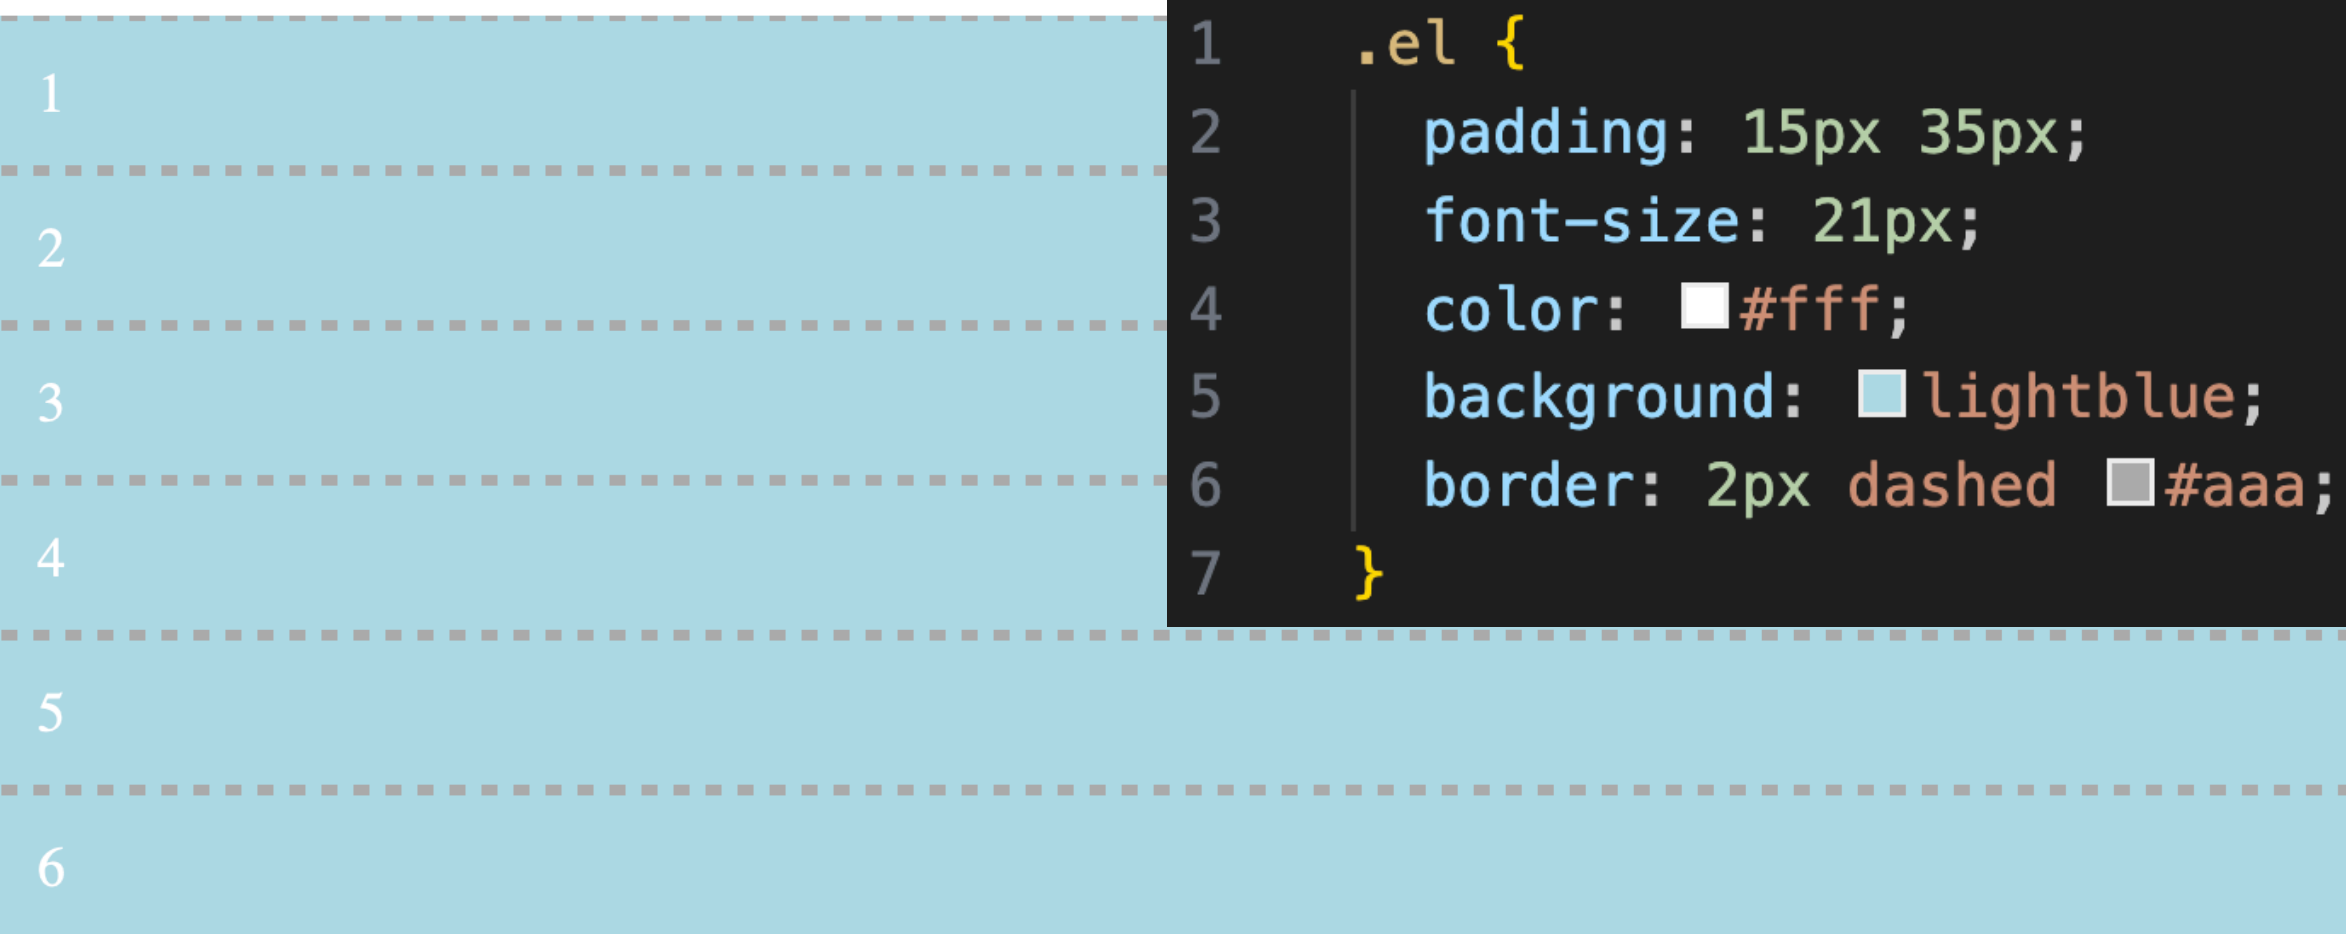 1
2
3
4
5
6
1 .el {
2 padding: 15px 35px;
3 font-size: 21px;
4 color: #fff;
5 background: lightblue;
6 border: 2px dashed #aaa;
7 }